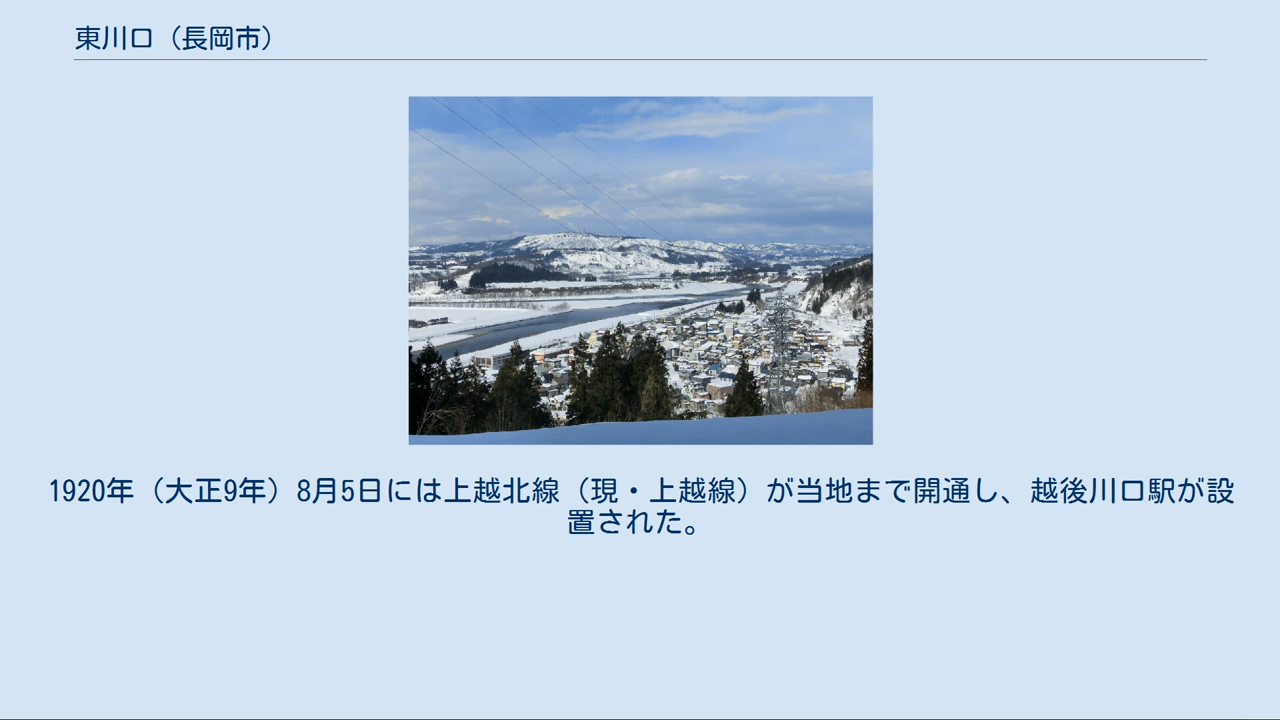 東川口（長岡市）
1920年（大正9年）8月5日には上越北線（現・上越線）が当地まで開通し、越後川口駅が設
置された。